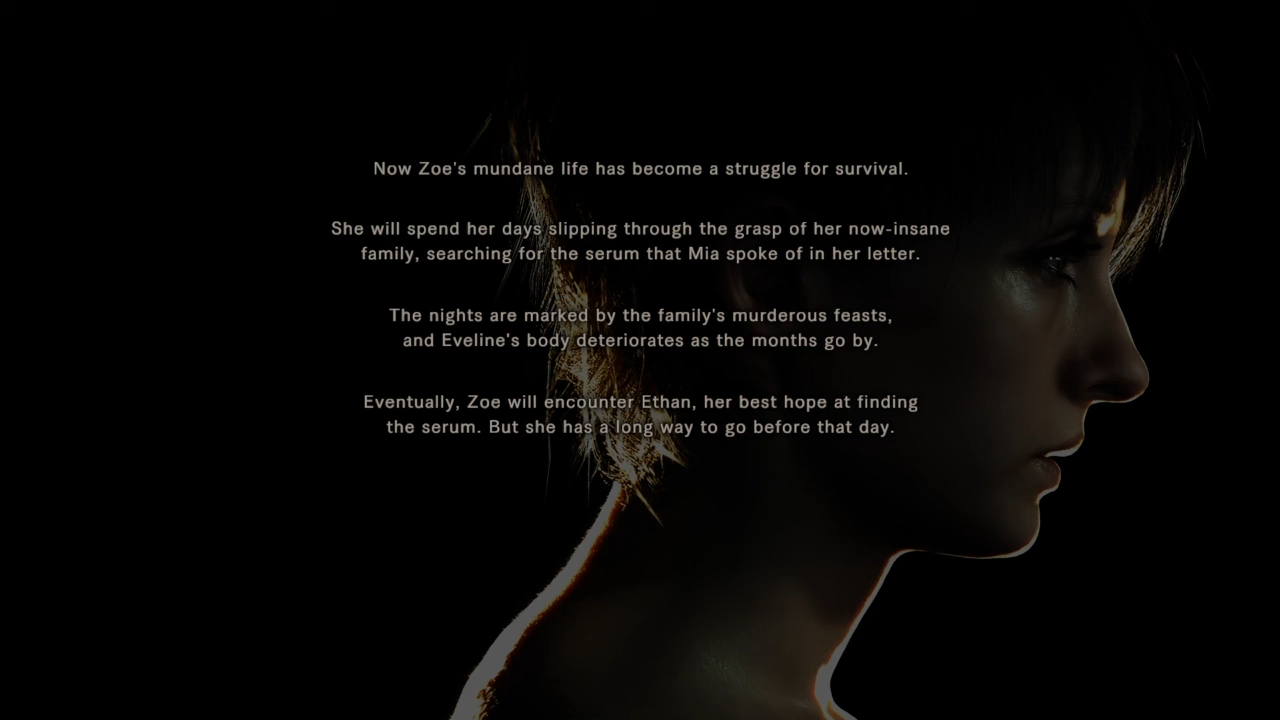 Now Zoe's mundane life has become a struggle for survival.
She will spend her days slipping through the grasp of her now-insane
family, searching for the serum that Mia spoke of in her letter.
The nights are marked by the family's murderous feasts,
and Eveline's body deteriorates as the months go by.
Eventually, Zoe will encounter Ethan, her best hope at finding
the serum. But she has a long way to go before that day.